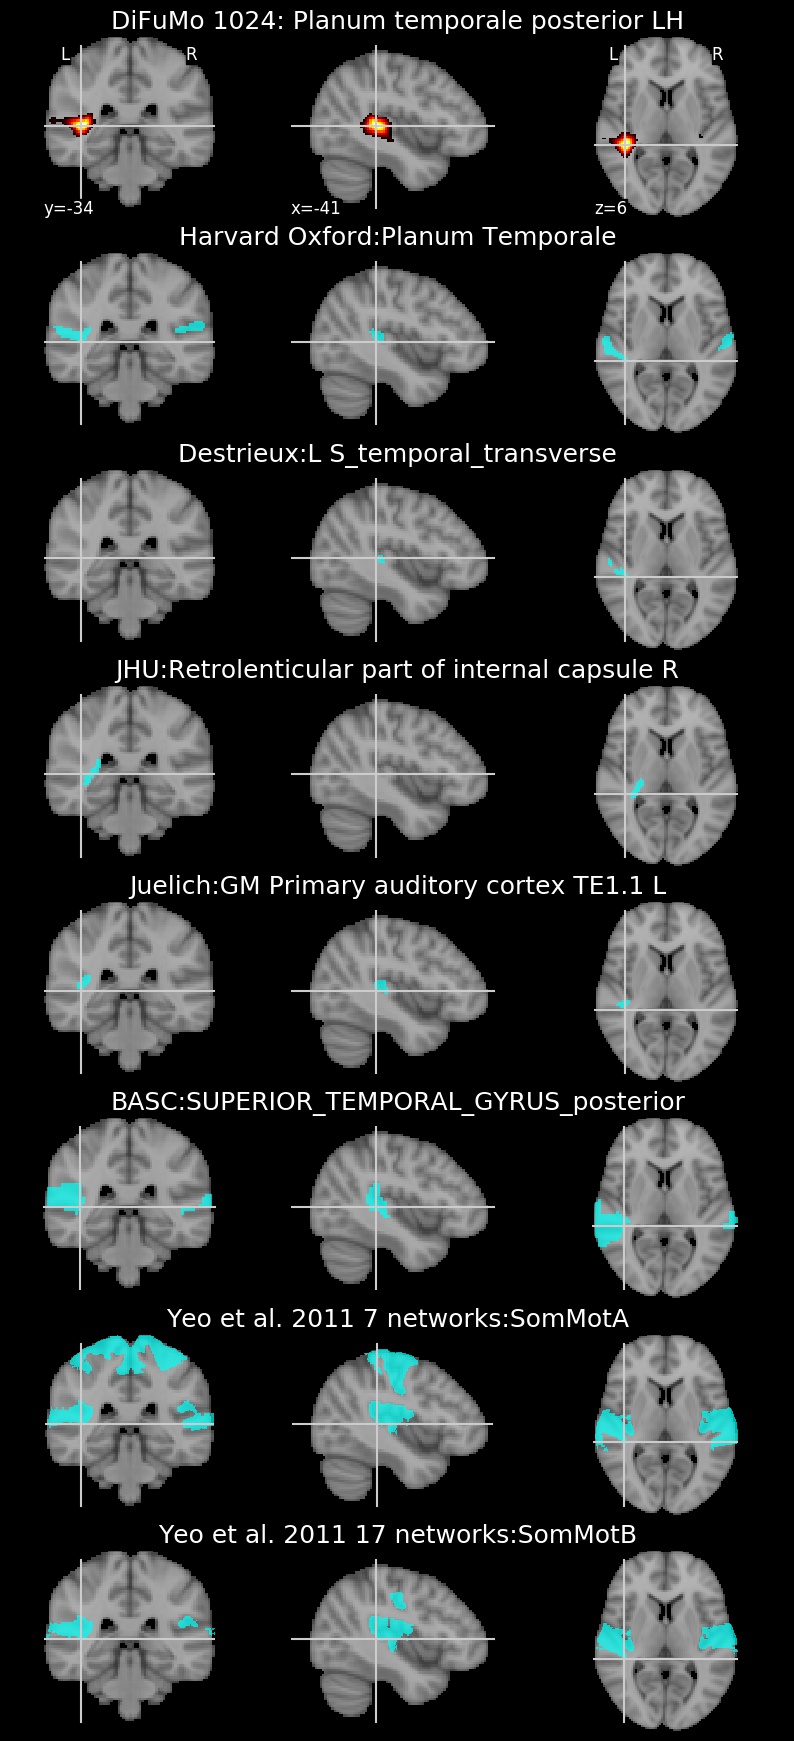 DiFuMo 1024: Planum temporale posterior LH
L R L R
y=-34 x=-41 z=6
Harvard Oxford:Planum Temporale
Destrieux:L S_temporal_transverse
JHU:Retrolenticular part of internal capsule R
Juelich:GM Primary auditory cortex TE1.1 L
BASC:SUPERIOR_TEMPORAL_GYRUS_posterior
Yeo et al. 2011 7 networks:SomMotA
Yeo et al. 2011 17 networks:SomMotB